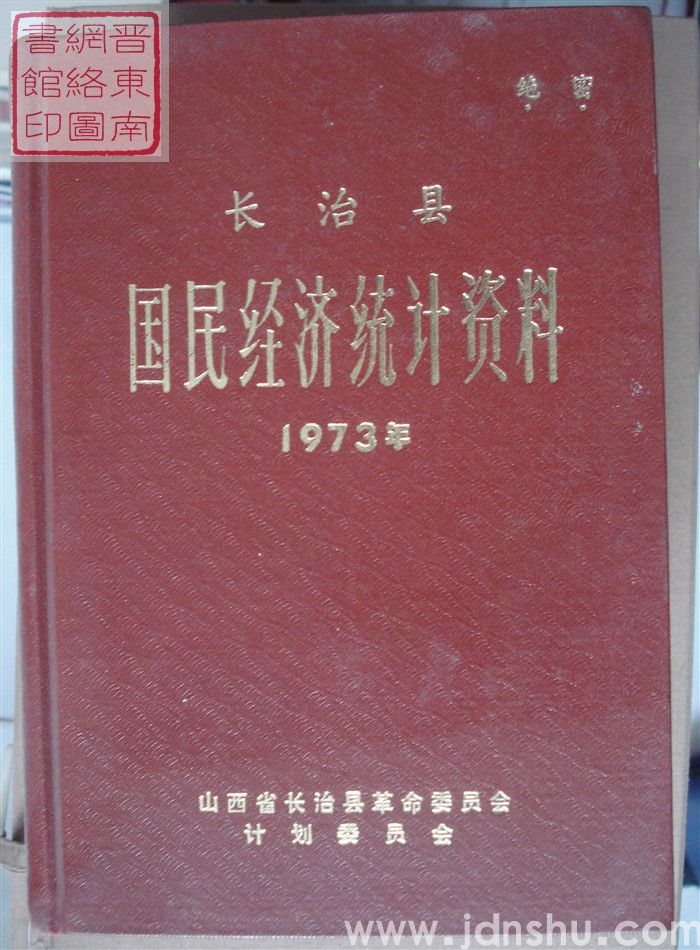 晋東南
網絡圖
書館印
绝密
长治县
国民经济统计资料
1973年
山西省长治县革命委员会
计划委员会
www.jdnshu.com